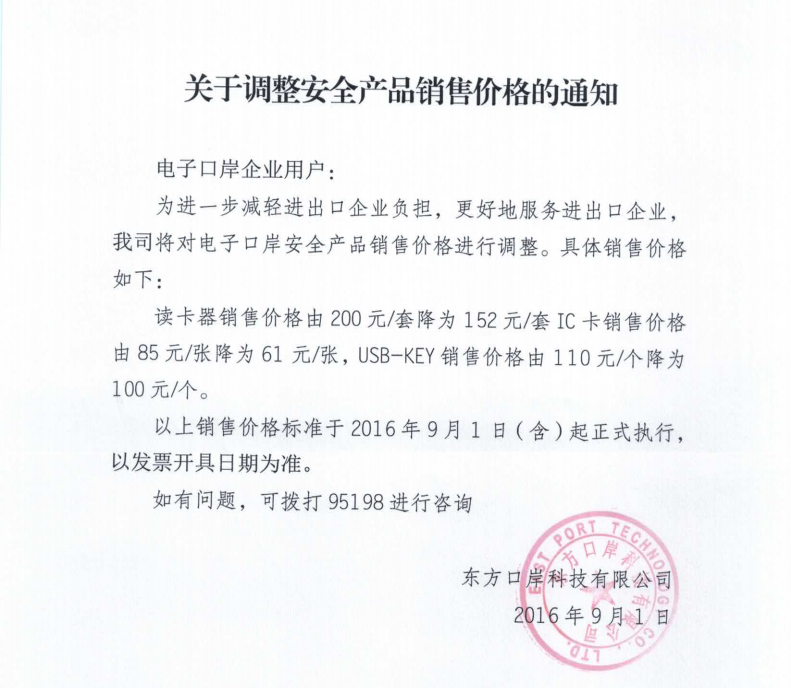 关于调整安全产品销售价格的通知
电子口岸企业用户：
为进一步减轻进出口企业负担，更好地服务进出口企业，
我司将对电子口岸安全产品销售价格进行调整。具体销售价格
如下：
读卡器销售价格由 200 元/套降为 152 元/套 IC 卡销售价格
由 85 元/张降为 61 元/张，USB-KEY 销售价格由 110 元/个降为
100 元/个。
以上销售价格标准于 2016 年 9 月 1 日（含）起正式执行，
以发票开具日期为准。
如有问题，可拨打 95198 进行咨询
东方口岸科技有限公司
2016 年 9 月 1 日
EAST PORT TECHNOLOGY CO., LTD.
东方口岸科技有限公司